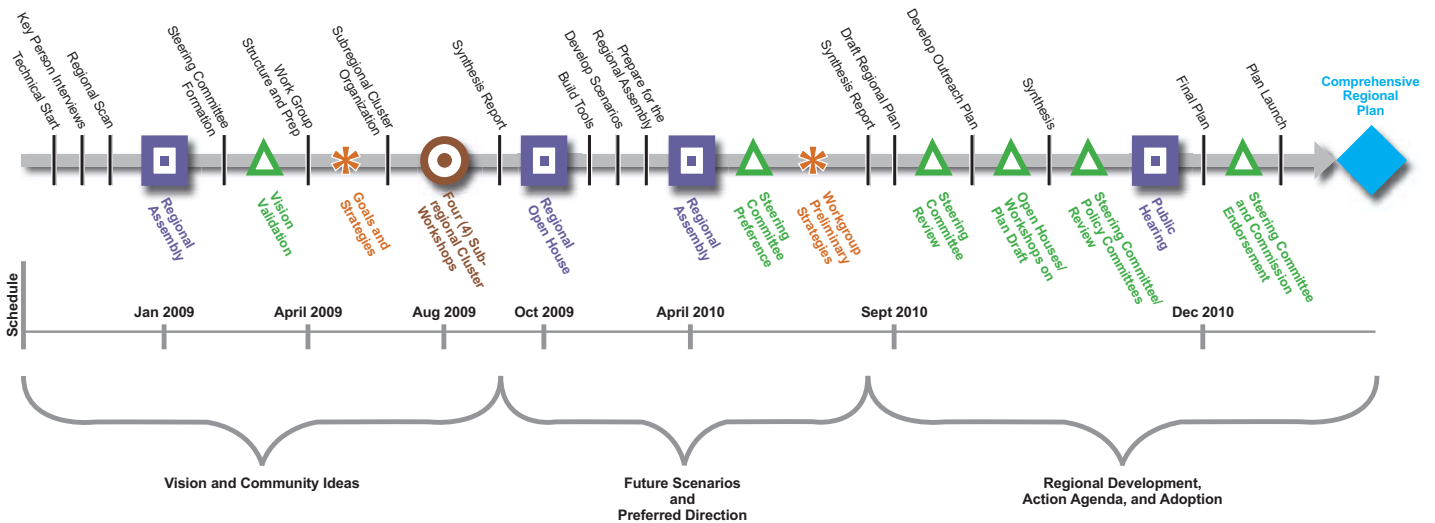 Technical Start
Key Person Interviews
Regional Scan
Steering Committee
Formation
Work Group
Structure and Prep
Subregional Cluster
Organization
Synthesis Report
Build Tools
Develop Scenarios
Prepare for the
Regional Assembly
Synthesis Report
Draft Regional Plan
Develop Outreach Plan
Synthesis
Final Plan
Plan Launch
Comprehensive
Regional
Plan
Regional
Assembly
Vision
Validation
Goals and
Strategies
Four (4) Sub-
regional Cluster
Workshops
Regional
Open House
Regional
Assembly
Steering
Committee
Preference
Workgroup
Preliminary
Strategies
Steering
Committee
Review
Open Houses/
Workshops on
Plan Draft
Steering Committee/
Policy Committees
Review
Public
Hearing
Steering Committee
and Commission
Endorsement
Schedule
Jan 2009
April 2009
Aug 2009
Oct 2009
April 2010
Sept 2010
Dec 2010
Vision and Community Ideas
Future Scenarios
and
Preferred Direction
Regional Development,
Action Agenda, and Adoption